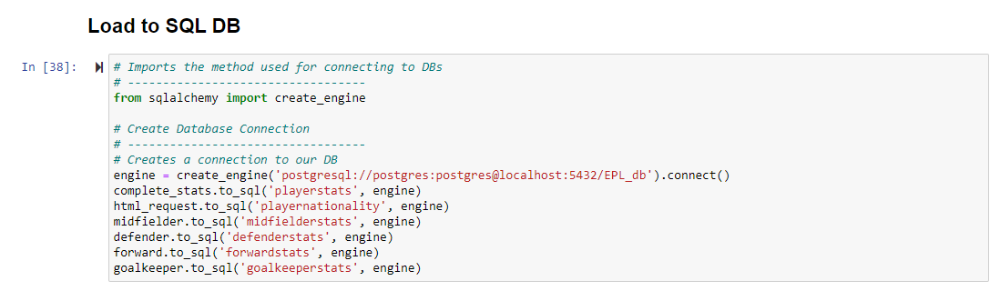 Load to SQL DB
In [38]:
# Imports the method used for connecting to DBs
# ---------------------------------
from sqlalchemy import create_engine
# Create Database Connection
# ---------------------------------
# Creates a connection to our DB
engine = create_engine('postgresql://postgres:postgres@localhost:5432/EPL_db').connect()
complete_stats.to_sql('playerstats', engine)
html_request.to_sql('playernationality', engine)
midfielder.to_sql('midfielderstats', engine)
defender.to_sql('defenderstats', engine)
forward.to_sql('forwardstats', engine)
goalkeeper.to_sql('goalkeeperstats', engine)